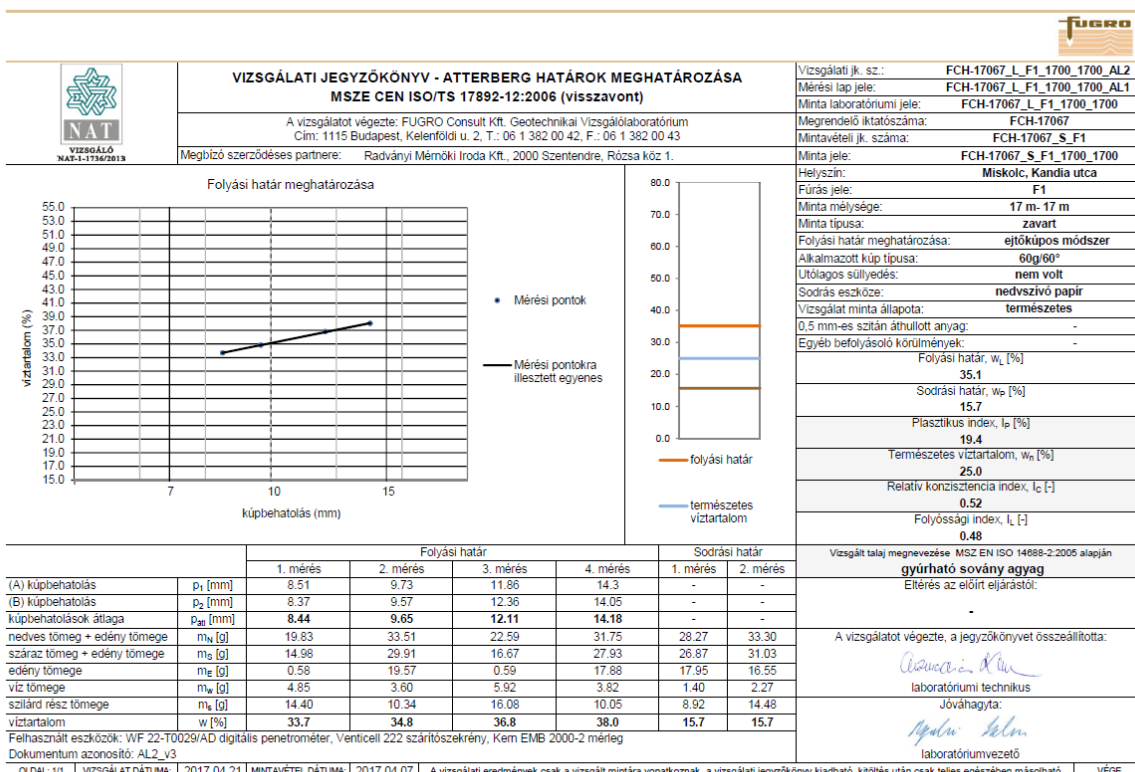 FUGRO
NAT
VIZSGÁLÓ
NAT-1-1736/2013
VIZSGÁLATI JEGYZŐKÖNYV - ATTERBERG HATÁROK MEGHATÁROZÁSA
MSZE CEN ISO/TS 17892-12:2006 (visszavont)
A vizsgálatot végezte: FUGRO Consult Kft. Geotechnikai Vizsgálólaboratórium
Cím: 1115 Budapest, Kelenföldi u. 2, T.: 06 1 382 00 42, F.: 06 1 382 00 43
Megbízó szerződéses partnere: Radványi Mérnöki Iroda Kft., 2000 Szentendre, Rózsa köz 1.
Vizsgálati jk. sz.: FCH-17067_L_F1_1700_1700_AL2
Mérési lap jele: FCH-17067_L_F1_1700_1700_AL1
Minta laboratóriumi jele: FCH-17067_L_F1_1700_1700
Megrendelő iktatószáma: FCH-17067
Mintavételi jk. száma: FCH-17067_S_F1
Minta jele: FCH-17067_S_F1_1700_1700
Helyszín: Miskolc, Kandia utca
Fúrás jele: F1
Minta mélysége: 17 m- 17 m
Minta típusa: zavart
Folyási határ meghatározása: ejtőkúpos módszer
Alkalmazott kúp típusa: 60g/60°
Utólagos süllyedés: nem volt
Sodrás eszköze: nedvszívó papír
Vizsgálat minta állapota: természetes
0,5 mm-es szitán áthullott anyag: -
Egyéb befolyásoló körülmények: -
Folyási határ, wL [%]
35.1
Sodrási határ, wP [%]
15.7
Plasztikus index, IP [%]
19.4
Természetes víztartalom, wn [%]
25.0
Relatív konzisztencia index, IC [-]
0.52
Folyóssági index, IL [-]
0.48
Vizsgált talaj megnevezése MSZ EN ISO 14688-2:2005 alapján
gyúrható sovány agyag
Eltérés az előírt eljárástól:
-
A vizsgálatot végezte, a jegyzőkönyvet összeállította:
laboratóriumi technikus
Jóváhagyta:
laboratóriumvezető
Folyási határ meghatározása
55.0
53.0
51.0
49.0
47.0
45.0
43.0
41.0
39.0
37.0
35.0
33.0
31.0
29.0
27.0
25.0
23.0
21.0
19.0
17.0
15.0
víztartalom (%)
7 10 15
kúpbehatolás (mm)
Mérési pontok
Mérési pontokra
illesztett egyenes
80.0
70.0
60.0
50.0
40.0
30.0
20.0
10.0
0.0
folyási határ
természetes
víztartalom
Folyási határ Sodrási határ
1. mérés 2. mérés 3. mérés 4. mérés 1. mérés 2. mérés
(A) kúpbehatolás p1 [mm] 8.51 9.73 11.86 14.3 - -
(B) kúpbehatolás p2 [mm] 8.37 9.57 12.36 14.05 - -
kúpbehatolások átlaga pátl [mm] 8.44 9.65 12.11 14.18 - -
nedves tömeg + edény tömege mN [g] 19.83 33.51 22.59 31.75 28.27 33.30
száraz tömeg + edény tömege mS [g] 14.98 29.91 16.67 27.93 26.87 31.03
edény tömege mE [g] 0.58 19.57 0.59 17.88 17.95 16.55
víz tömege mw [g] 4.85 3.60 5.92 3.82 1.40 2.27
szilárd rész tömege ms [g] 14.40 10.34 16.08 10.05 8.92 14.48
víztartalom w [%] 33.7 34.8 36.8 38.0 15.7 15.7
Felhasznált eszközök: WF 22-T0029/AD digitális penetrométer, Venticell 222 szárítószekrény, Kern EMB 2000-2 mérleg
Dokumentum azonosító: AL2_v3
OLDAL: 1/1 VIZSGÁLAT DÁTUMA: 2017.04.21 MINTAVÉTEL DÁTUMA: 2017.04.07 A vizsgálati eredmények csak a vizsgált mintára vonatkoznak, a vizsgálati jegyzőkönyv kiadható, kitöltés után csak teljes egészében másolható. VÉGE